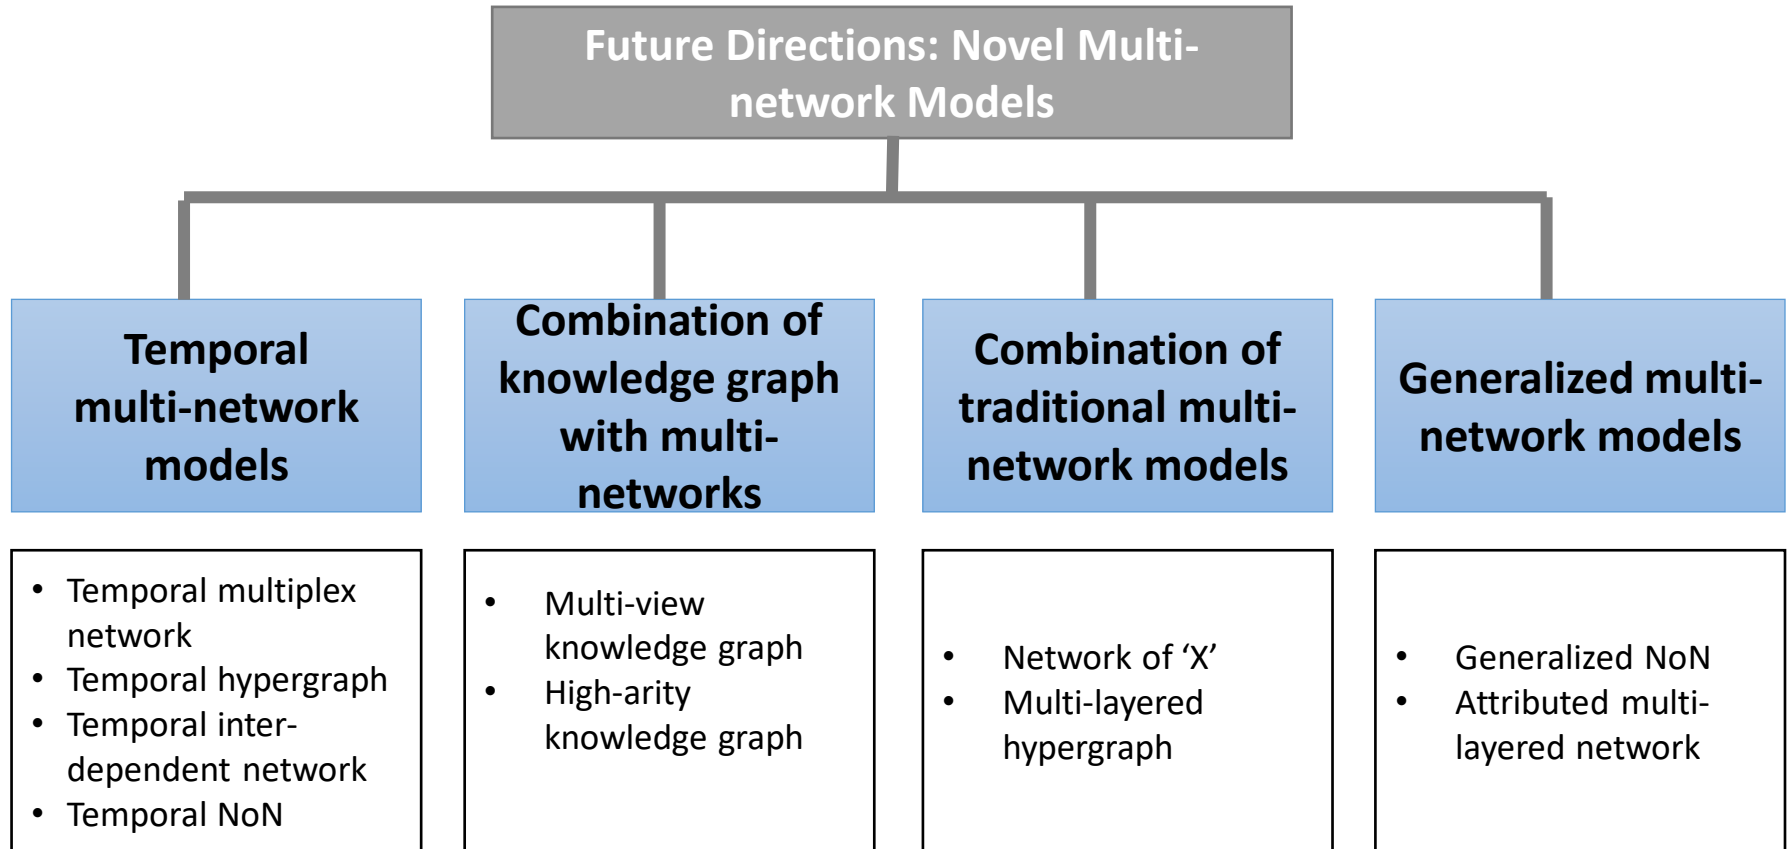 Future Directions: Novel Multi-
network Models
Temporal
multi-network
models
Combination of
knowledge graph
with multi-
networks
Combination of
traditional multi-
network models
Generalized multi-
network models
• Temporal multiplex
network
• Temporal hypergraph
• Temporal inter-
dependent network
• Temporal NoN
• Multi-view
knowledge graph
• High-arity
knowledge graph
• Network of ‘X’
• Multi-layered
hypergraph
• Generalized NoN
• Attributed multi-
layered network